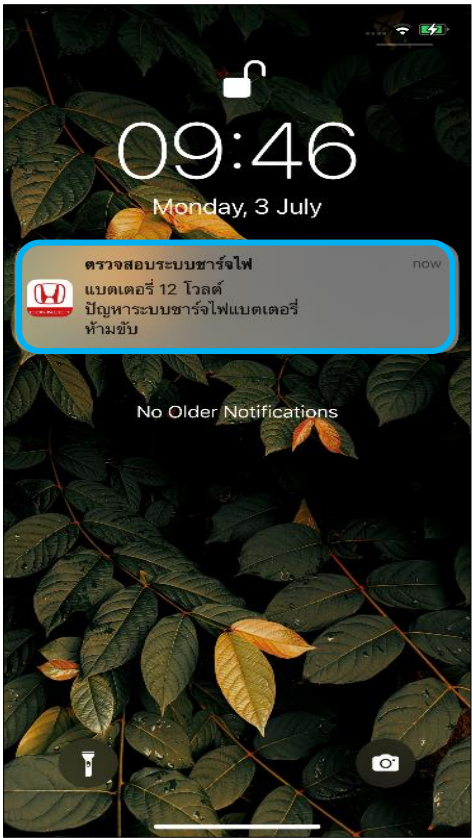 09:46
Monday, 3 July
ตรวจสอบระบบชาร์จไฟ
now
แบตเตอรี่ 12 โวลต์
ปัญหาระบบชาร์จไฟแบตเตอรี่
ห้ามขับ
No Older Notifications